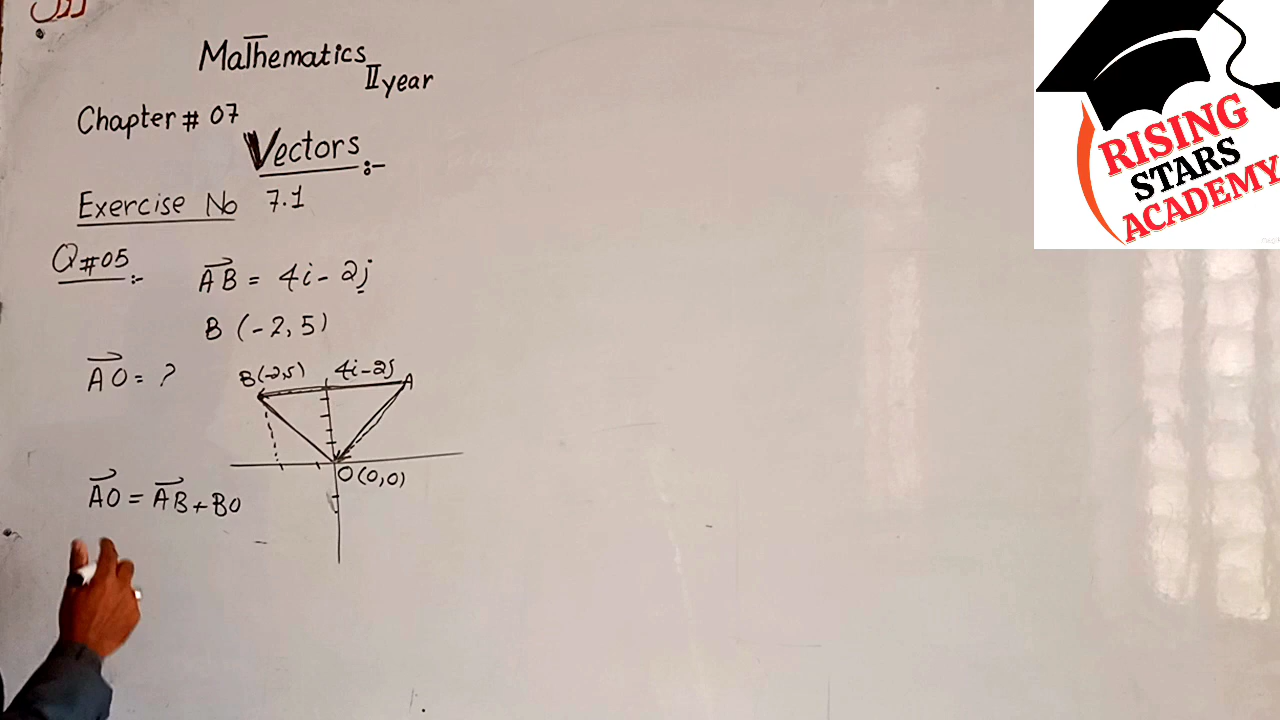 Mathematics
II year
Chapter # 07
Vectors :-
Exercise No 7.1
Q#05 :-
AB = 4i - 2j
B (-2,5)
AO = ?
B(-2,5) 4i-2j A
O(0,0)
AO = AB + BO
RISING
STARS
ACADEMY